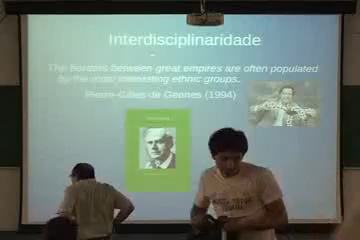 Interdisciplinaridade
The borders between great empires are often populated
by the most interesting ethnic groups.
Pierre-Gilles de Gennes (1994)